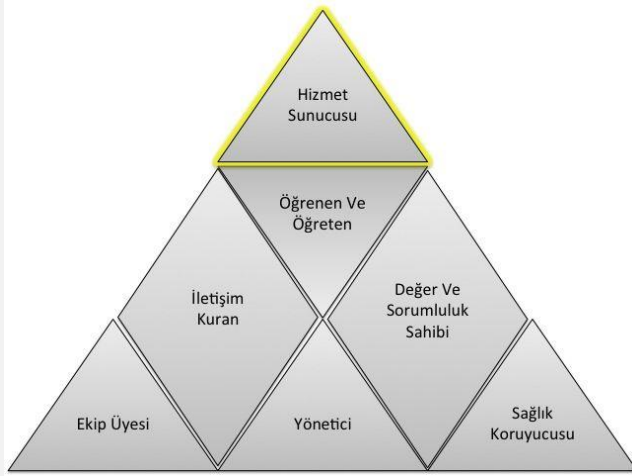 Hizmet
Sunucusu
Öğrenen Ve
Öğreten
İletişim
Kuran
Değer Ve
Sorumluluk
Sahibi
Ekip Üyesi
Yönetici
Sağlık
Koruyucusu